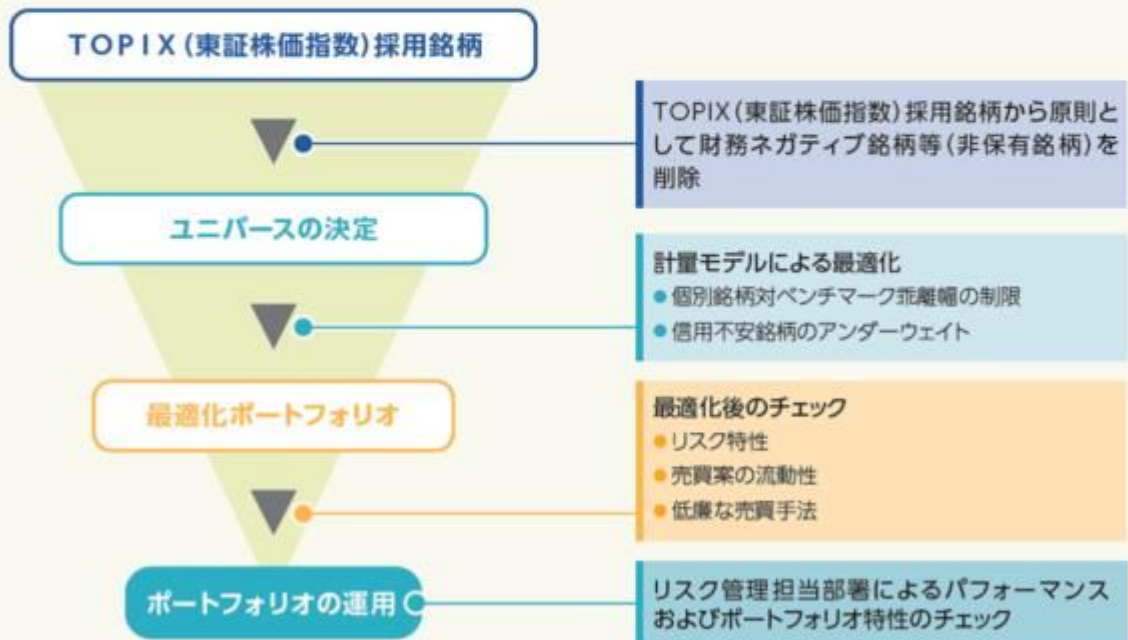 TOPIX(東証株価指数)採用銘柄
TOPIX(東証株価指数)採用銘柄から原則と
して財務ネガティブ銘柄等(非保有銘柄)を
削除
ユニバースの決定
計量モデルによる最適化
●個別銘柄対ベンチマーク乖離幅の制限
●信用不安銘柄のアンダーウェイト
最適化ポートフォリオ
最適化後のチェック
●リスク特性
●売買案の流動性
●低廉な売買手法
ポートフォリオの運用
リスク管理担当部署によるパフォーマンス
およびポートフォリオ特性のチェック